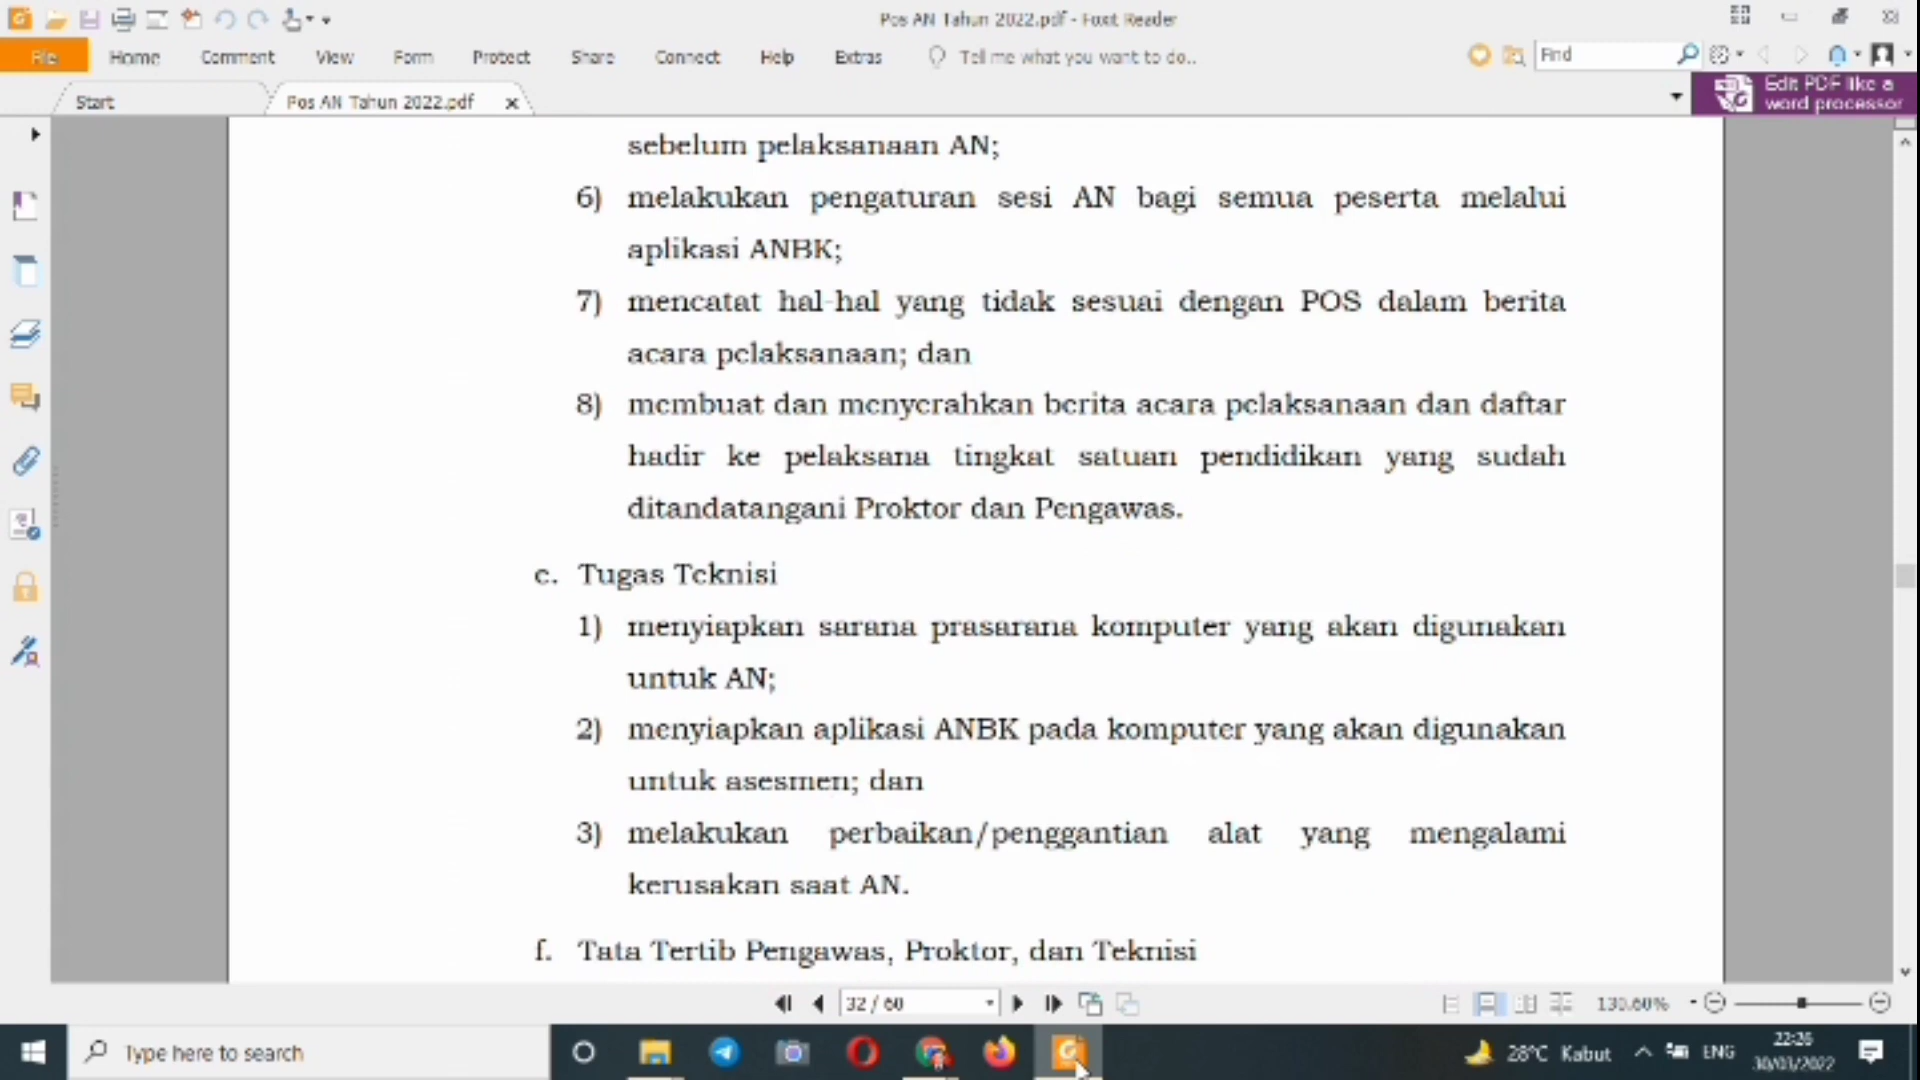 Pos AN Tahun 2022.pdf - Foxit Reader
File Home Comment View Form Protect Share Connect Help Extras Tell me what you want to do.. Find
Start Pos AN Tahun 2022.pdf
Edit PDF like a
word processor
sebelum pelaksanaan AN;
6) melakukan pengaturan sesi AN bagi semua peserta melalui
aplikasi ANBK;
7) mencatat hal-hal yang tidak sesuai dengan POS dalam berita
acara pelaksanaan; dan
8) membuat dan menyerahkan berita acara pelaksanaan dan daftar
hadir ke pelaksana tingkat satuan pendidikan yang sudah
ditandatangani Proktor dan Pengawas.
e. Tugas Teknisi
1) menyiapkan sarana prasarana komputer yang akan digunakan
untuk AN;
2) menyiapkan aplikasi ANBK pada komputer yang akan digunakan
untuk asesmen; dan
3) melakukan perbaikan/penggantian alat yang mengalami
kerusakan saat AN.
f. Tata Tertib Pengawas, Proktor, dan Teknisi
32 / 60
130.60%
Type here to search
28°C Kabut
ENG
22:26
30/03/2022